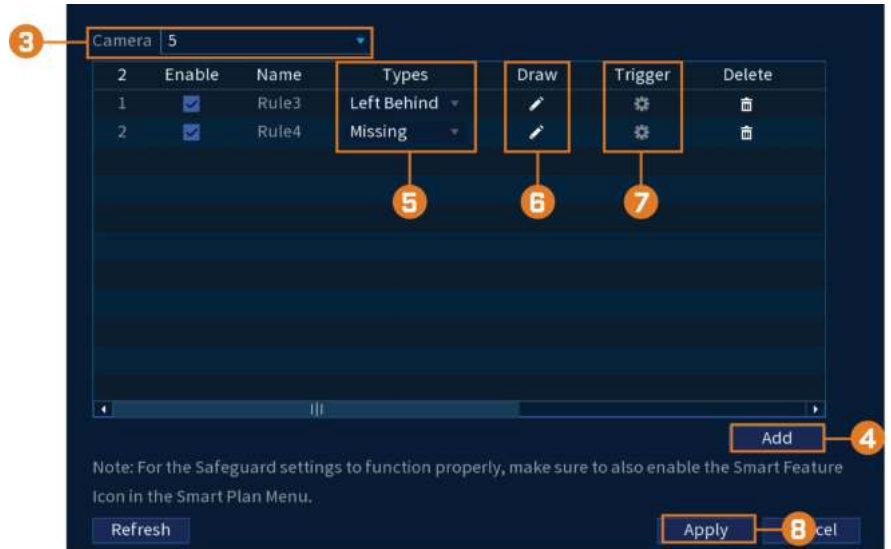 3
Camera 5
2 Enable Name Types Draw Trigger Delete
1 Rule3 Left Behind
2 Rule4 Missing
5 6 7
Add 4
Note: For the Safeguard settings to function properly, make sure to also enable the Smart Feature
Icon in the Smart Plan Menu.
Refresh Apply 8 cel